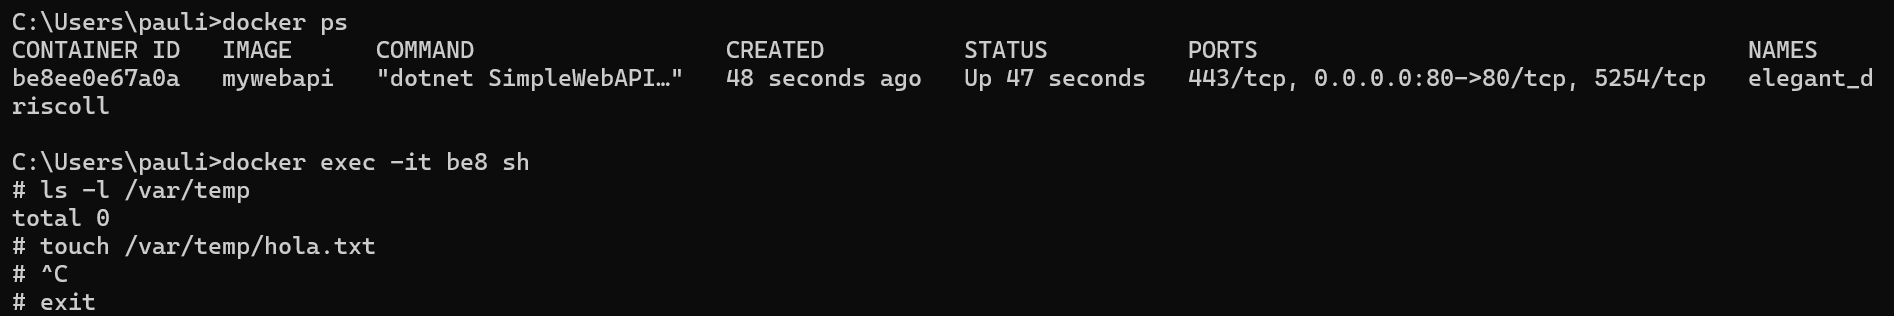 C:\Users\pauli>docker ps
CONTAINER ID   IMAGE      COMMAND                  CREATED          STATUS          PORTS                                   NAMES
be8ee0e67a0a   mywebapi   "dotnet SimpleWebAPI…"   48 seconds ago   Up 47 seconds   443/tcp, 0.0.0.0:80->80/tcp, 5254/tcp   elegant_d
riscoll
C:\Users\pauli>docker exec -it be8 sh
# ls -l /var/temp
total 0
# touch /var/temp/hola.txt
# ^C
# exit